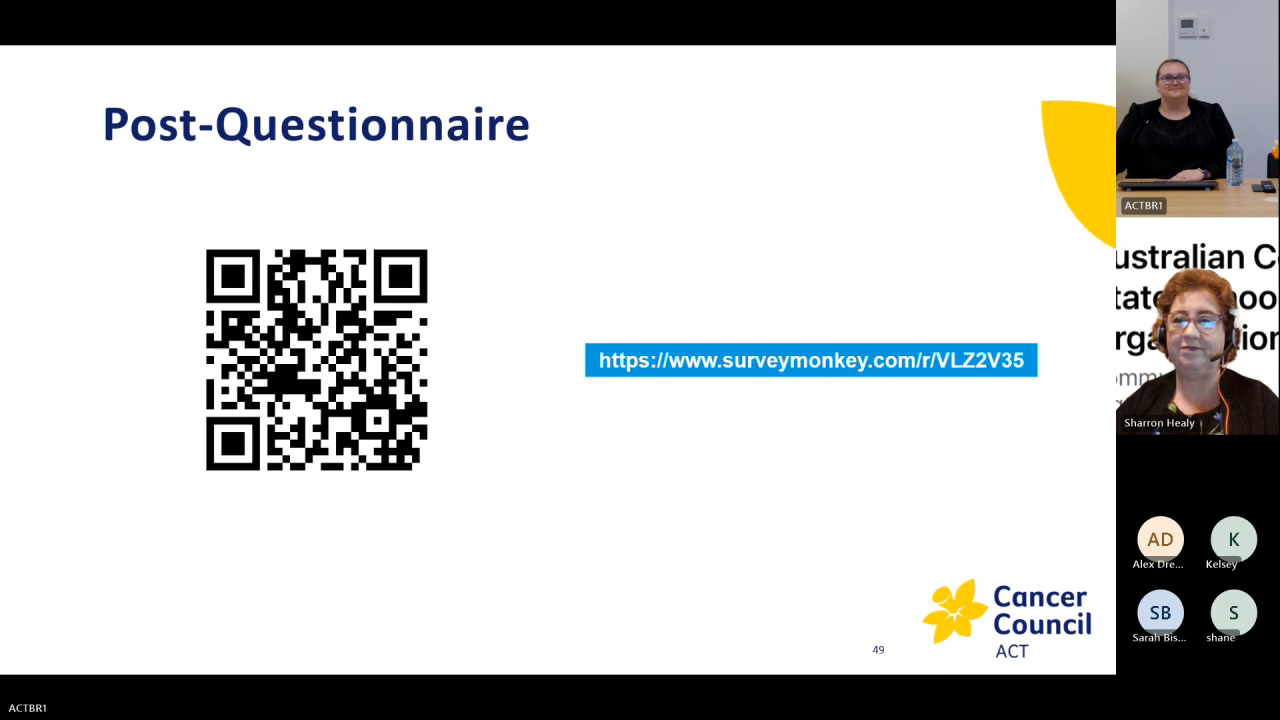 Post-Questionnaire
https://www.surveymonkey.com/r/VLZ2V35
Cancer
Council
ACT
49
ACTBR1
ACTBR1
ustralian C
Sharron Healy
AD
Alex Dre...
K
Kelsey
SB
Sarah Bis...
S
shane